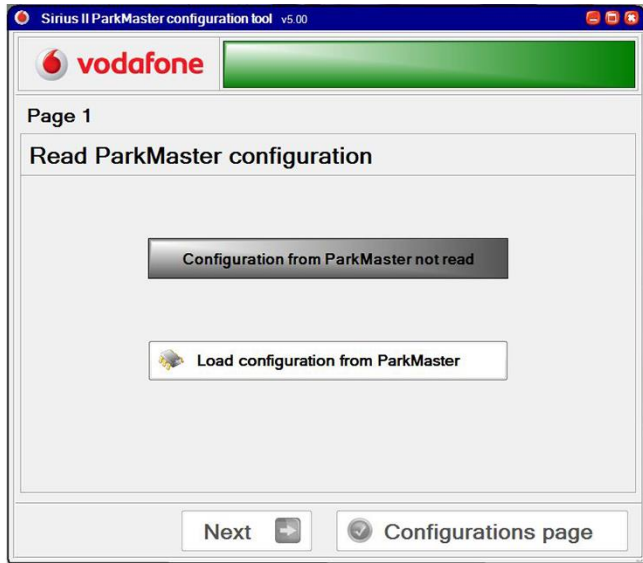 Sirius II ParkMaster configuration tool v5.00
vodafone
Page 1
Read ParkMaster configuration
Configuration from ParkMaster not read
Load configuration from ParkMaster
Next
Configurations page